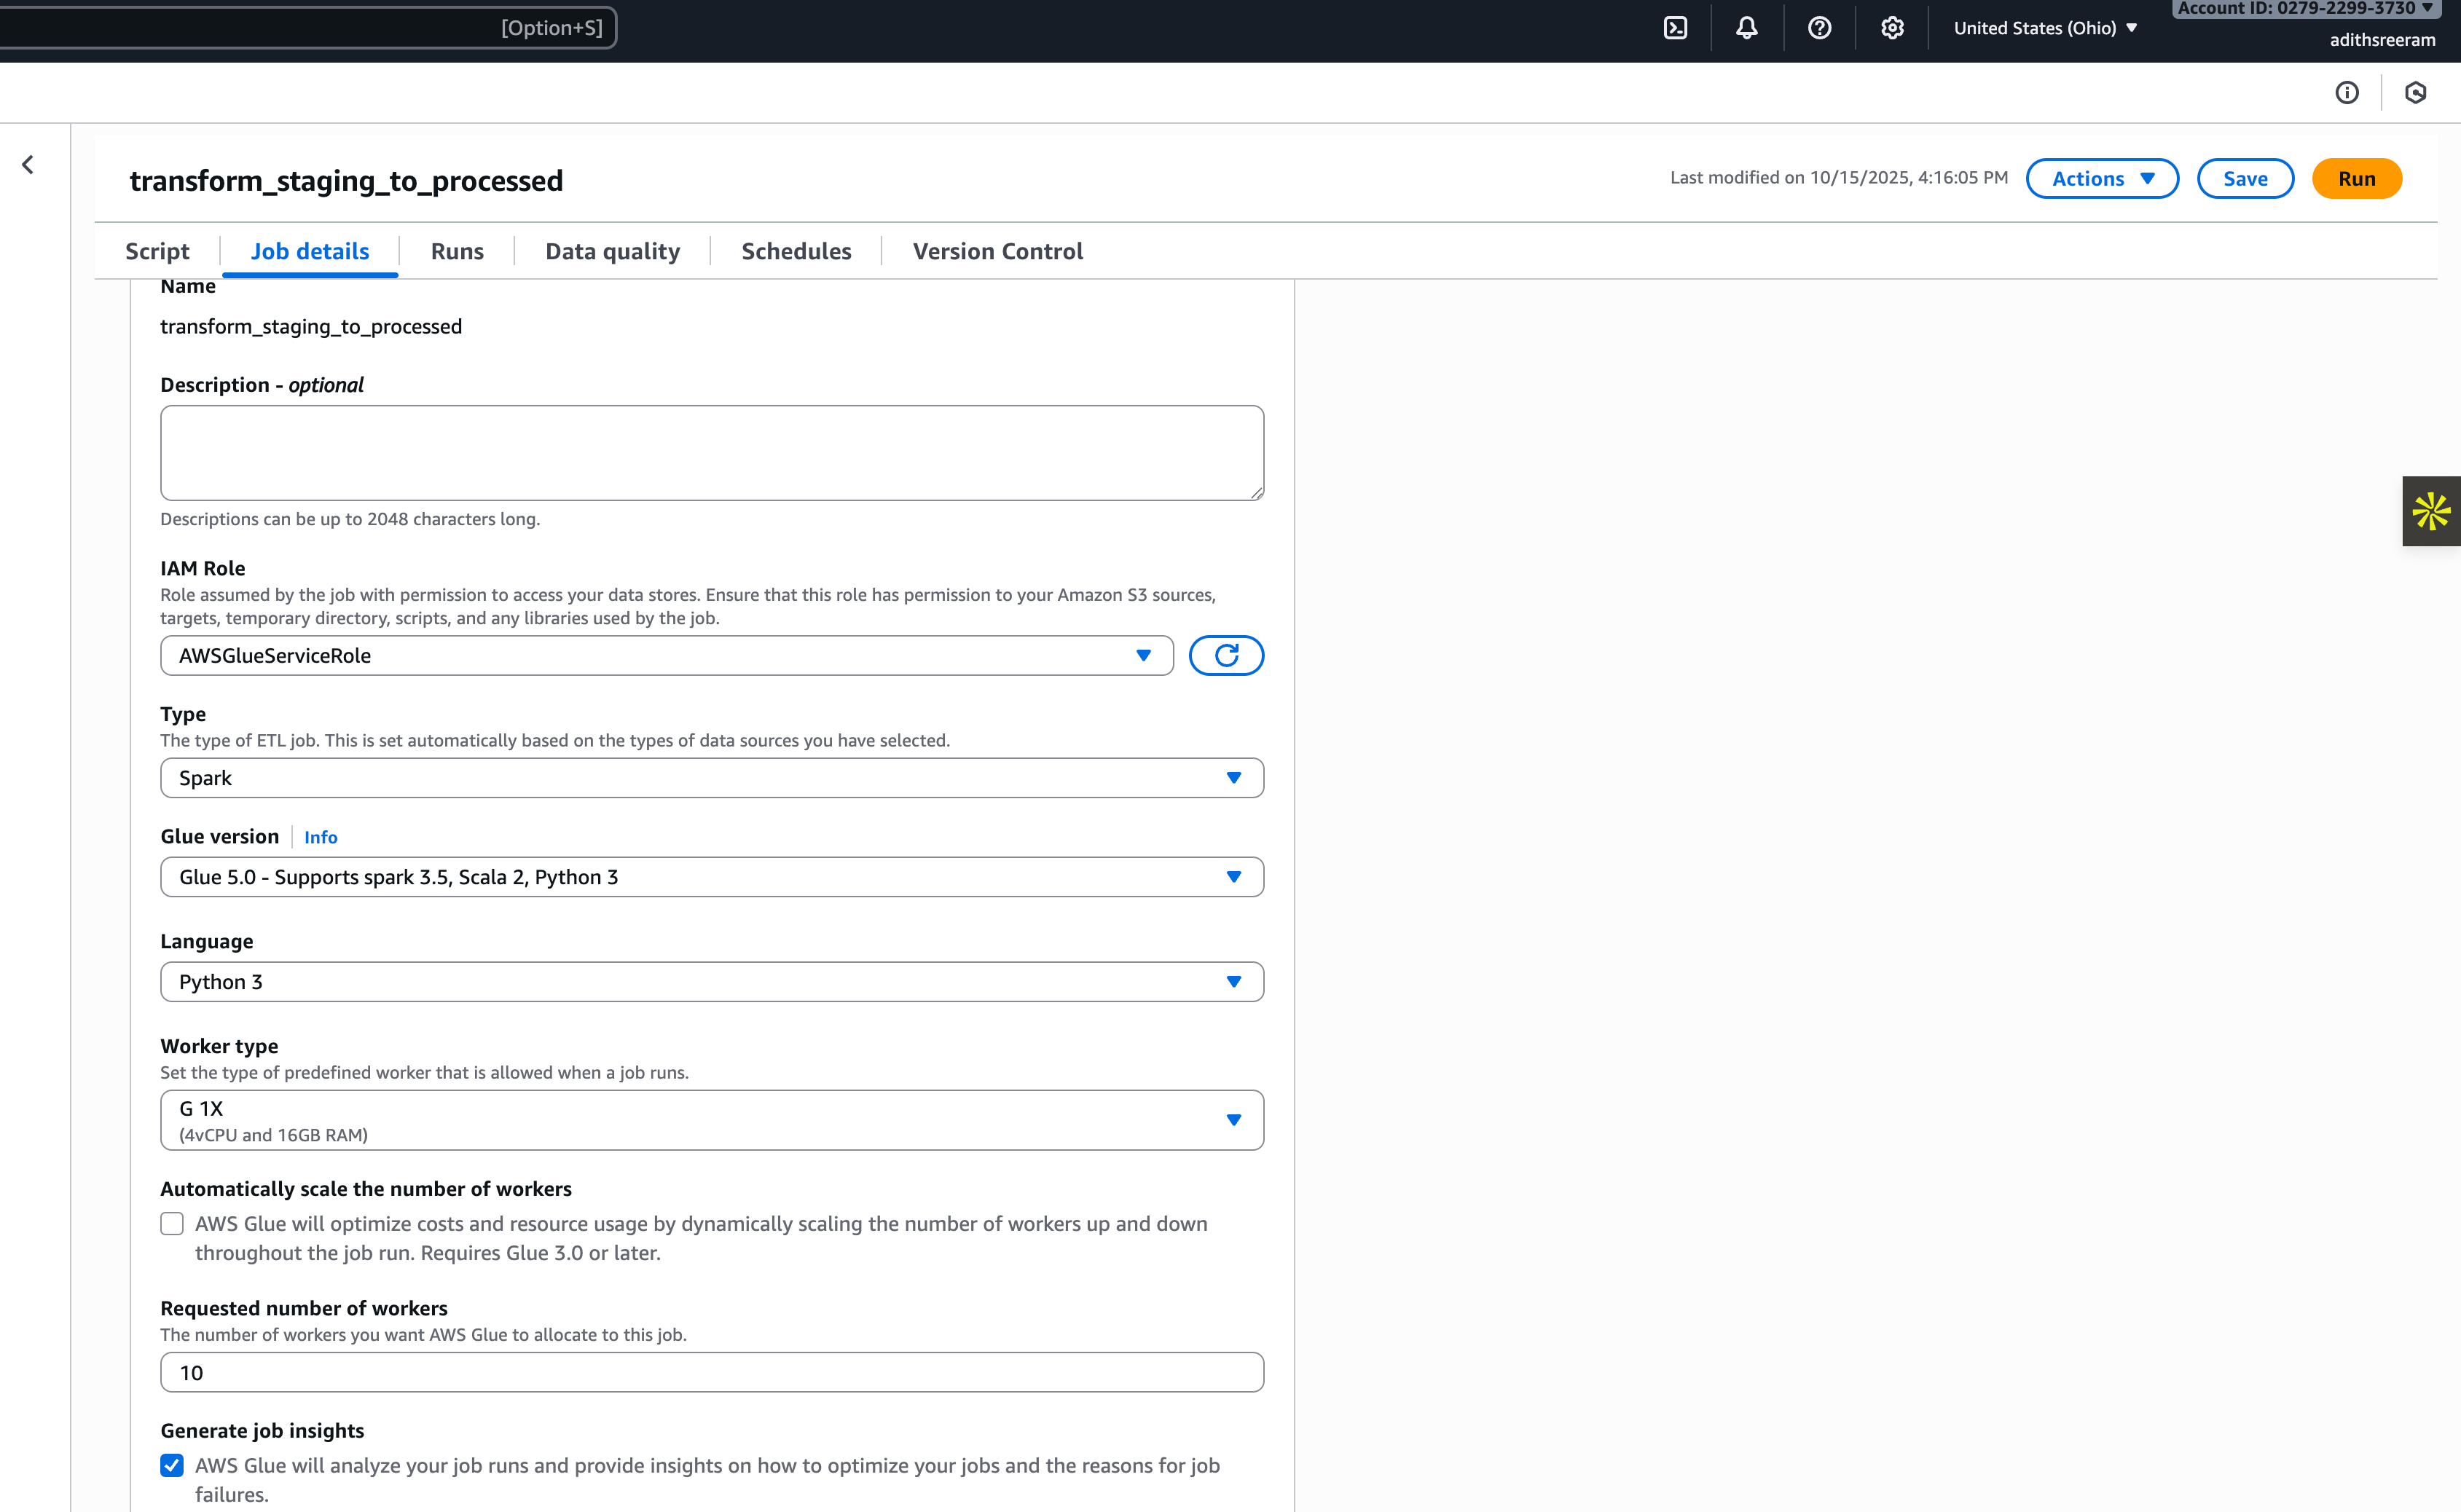 [Option+S]
United States (Ohio)
Account ID: 0279-2299-3730
adithsreeram
transform_staging_to_processed
Last modified on 10/15/2025, 4:16:05 PM
Actions
Save
Run
Script
Job details
Runs
Data quality
Schedules
Version Control
Name
transform_staging_to_processed
Description - optional
Descriptions can be up to 2048 characters long.
IAM Role
Role assumed by the job with permission to access your data stores. Ensure that this role has permission to your Amazon S3 sources,
targets, temporary directory, scripts, and any libraries used by the job.
AWSGlueServiceRole
Type
The type of ETL job. This is set automatically based on the types of data sources you have selected.
Spark
Glue version
Info
Glue 5.0 - Supports spark 3.5, Scala 2, Python 3
Language
Python 3
Worker type
Set the type of predefined worker that is allowed when a job runs.
G 1X
(4vCPU and 16GB RAM)
Automatically scale the number of workers
AWS Glue will optimize costs and resource usage by dynamically scaling the number of workers up and down
throughout the job run. Requires Glue 3.0 or later.
Requested number of workers
The number of workers you want AWS Glue to allocate to this job.
10
Generate job insights
AWS Glue will analyze your job runs and provide insights on how to optimize your jobs and the reasons for job
failures.